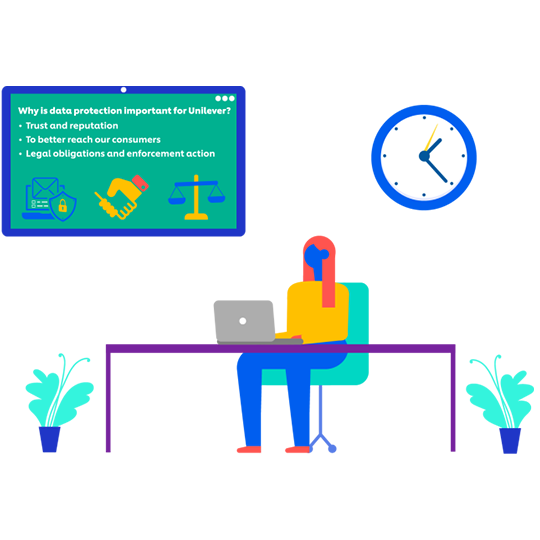 Why is data protection important for Unilever?
• Trust and reputation
• To better reach our consumers
• Legal obligations and enforcement action